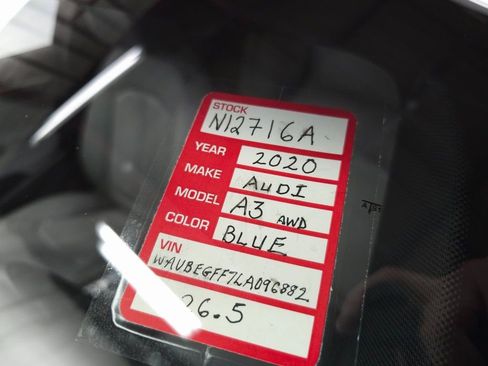 STOCK
N12716A
YEAR 2020
MAKE AUDI
MODEL A3 AWD
COLOR BLUE
VIN
WAUBEGFF7LA096882
26.5